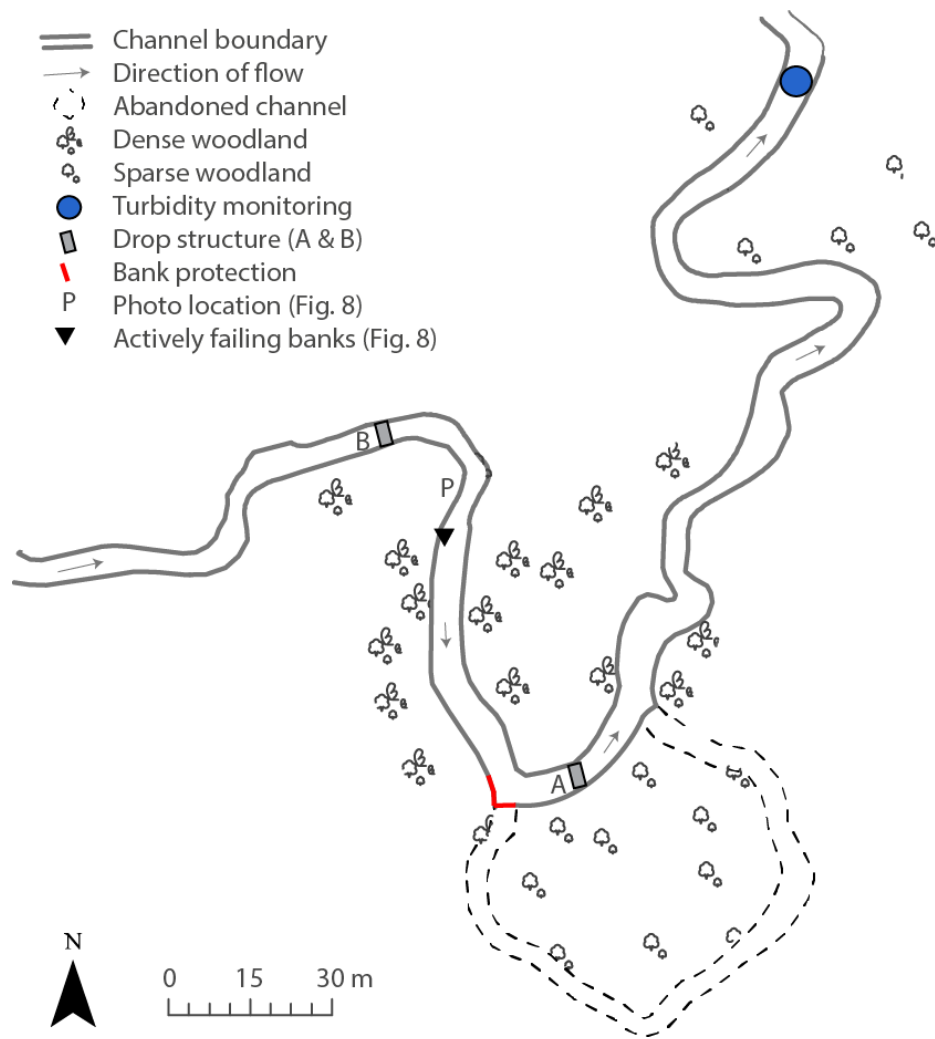 Channel boundary
Direction of flow
Abandoned channel
Dense woodland
Sparse woodland
Turbidity monitoring
Drop structure (A & B)
Bank protection
P Photo location (Fig. 8)
Actively failing banks (Fig. 8)
B
P
A
N
0 15 30 m